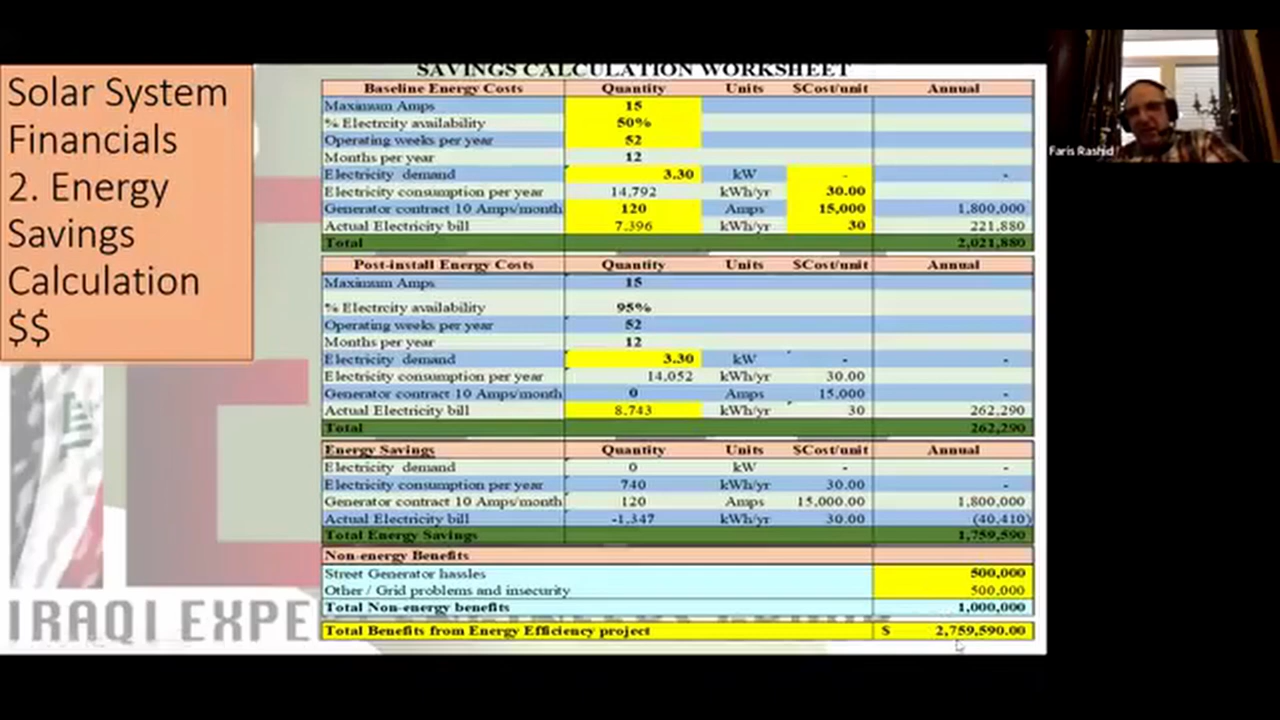 Solar System
Financials
2. Energy
Savings
Calculation
$$
SAVINGS CALCULATION WORKSHEET
Baseline Energy Costs Quantity Units $Cost/unit Annual
Maximum Amps 15
% Electrcity availability 50%
Operating weeks per year 52
Months per year 12
Electricity demand 3.30 kW - -
Electricity consumption per year 14,792 kWh/yr 30.00
Generator contract 10 Amps/month 120 Amps 15,000 1,800,000
Actual Electricity bill 7,396 kWh/yr 30 221,880
Total 2,021,880
Post-install Energy Costs Quantity Units $Cost/unit Annual
Maximum Amps 15
% Electrcity availability 95%
Operating weeks per year 52
Months per year 12
Electricity demand 3.30 kW - -
Electricity consumption per year 14,052 kWh/yr 30.00
Generator contract 10 Amps/month 0 Amps 15,000 -
Actual Electricity bill 8,743 kWh/yr 30 262,290
Total 262,290
Energy Savings Quantity Units $Cost/unit Annual
Electricity demand 0 kW - -
Electricity consumption per year 740 kWh/yr 30.00 -
Generator contract 10 Amps/month 120 Amps 15,000.00 1,800,000
Actual Electricity bill -1,347 kWh/yr 30.00 (40,410)
Total Energy Savings 1,759,590
Non-energy Benefits
Street Generator hassles 500,000
Other / Grid problems and insecurity 500,000
Total Non-energy benefits 1,000,000
Total Benefits from Energy Efficiency project $ 2,759,590.00
IRAQI EXPE
Faris Rashid